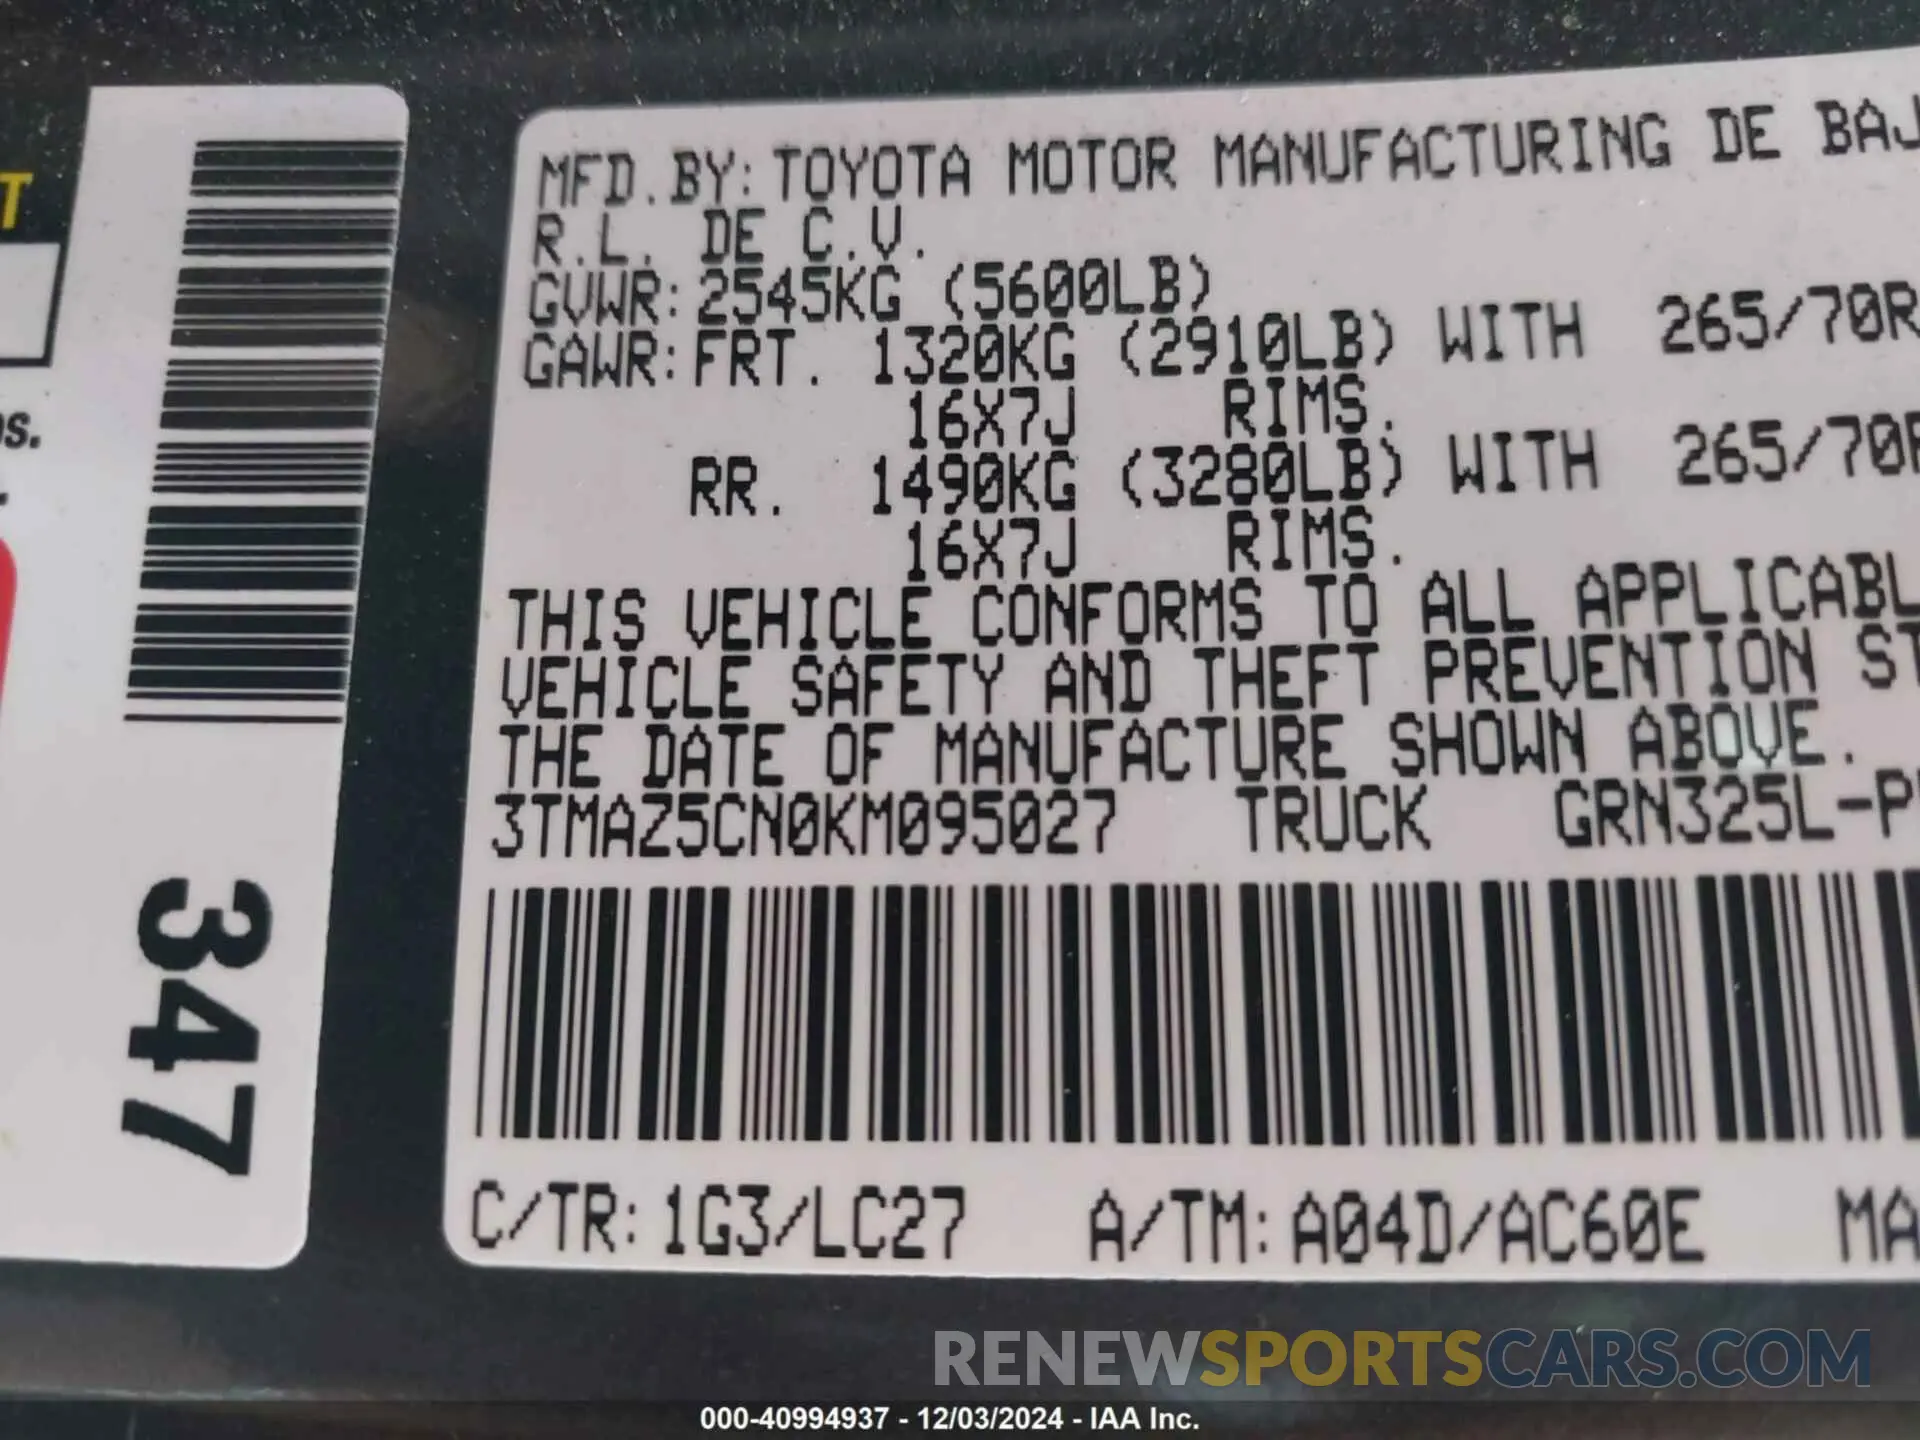 T
os.
347
MFD.BY:TOYOTA MOTOR MANUFACTURING DE BAJ
R.L. DE C.V.
GVWR:2545KG (5600LB)
GAWR:FRT. 1320KG (2910LB) WITH 265/70R
16X7J RIMS.
RR. 1490KG (3280LB) WITH 265/70R
16X7J RIMS.
THIS VEHICLE CONFORMS TO ALL APPLICABL
VEHICLE SAFETY AND THEFT PREVENTION ST
THE DATE OF MANUFACTURE SHOWN ABOVE.
3TMAZ5CN0KM095027 TRUCK GRN325L-P
C/TR:1G3/LC27 A/TM:A04D/AC60E MA
RENEWSPORTSCARS.COM
000-40994937 - 12/03/2024 - IAA Inc.